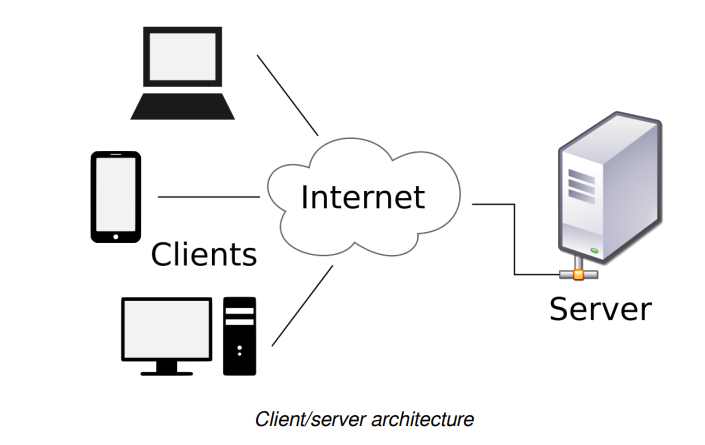 Internet
Clients
Server
Client/server architecture